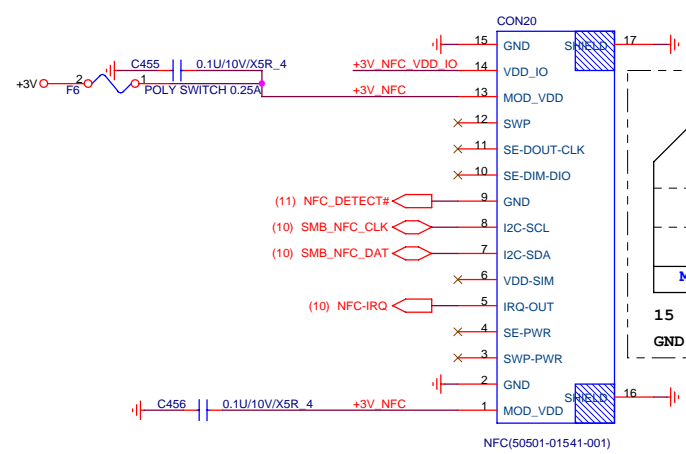 CON20
15 GND SHIELD 17
C455 0.1U/10V/X5R_4
+3V_NFC_VDD_IO 14 VDD_IO
+3V 2 F6 1 POLY SWITCH 0.25A
+3V_NFC 13 MOD_VDD
12 SWP
11 SE-DOUT-CLK
10 SE-DIM-DIO
(11) NFC_DETECT# 9 GND
(10) SMB_NFC_CLK 8 I2C-SCL
(10) SMB_NFC_DAT 7 I2C-SDA
6 VDD-SIM
(10) NFC-IRQ 5 IRQ-OUT
4 SE-PWR
3 SWP-PWR
2 GND
SHIELD 16
C456 0.1U/10V/X5R_4 +3V_NFC 1 MOD_VDD
NFC(50501-01541-001)
15
GND